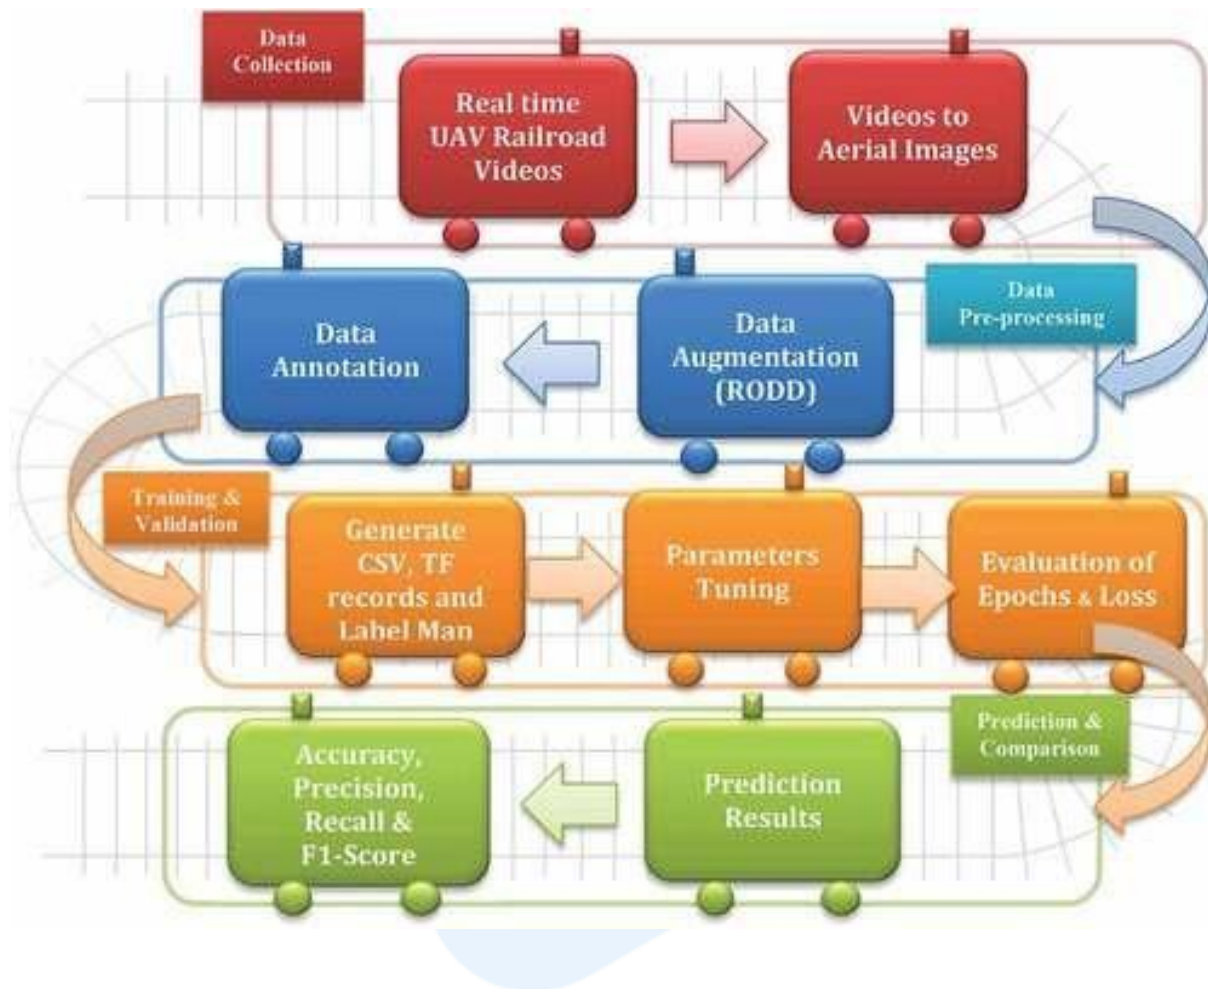 Data
Collection
Real time
UAV Railroad
Videos
Videos to
Aerial Images
Data
Pre-processing
Data
Augmentation
(RODD)
Data
Annotation
Training &
Validation
Generate
CSV, TF
records and
Label Man
Parameters
Tuning
Evaluation of
Epochs & Loss
Prediction &
Comparison
Prediction
Results
Accuracy,
Precision,
Recall &
F1-Score